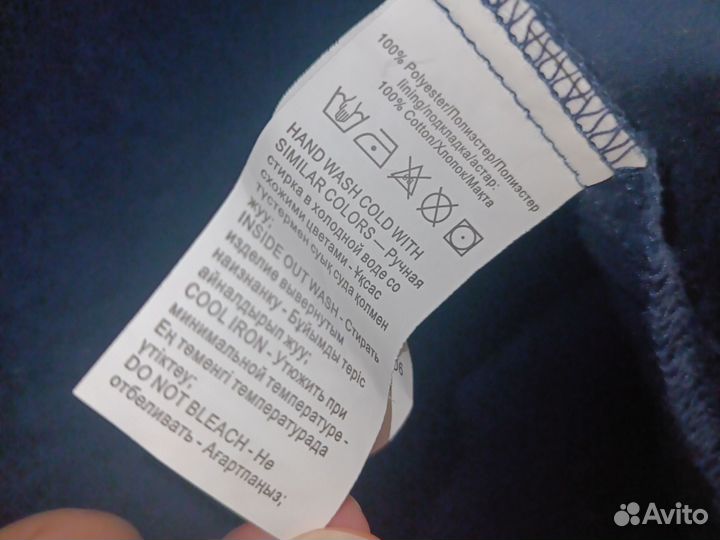 100% Polyester/Полиэстер/Полиэстер
lining/подкладка/астар:
100% Cotton/Хлопок/Мақта
HAND WASH COLD WITH
SIMILAR COLORS — Ручная
стирка в холодной воде со
схожими цветами - Ұқсас
түстермен суық суда қолмен
жуу;
INSIDE OUT WASH - Стирать
изделие вывернутым
наизнанку - Бұйымды теріс
айналдырып жуу;
COOL IRON - утюжить при
минимальной температуре -
Ең төменгі температурада
үтіктеу;
DO NOT BLEACH - Не
отбеливать - Ағартпаңыз;
06
Avito